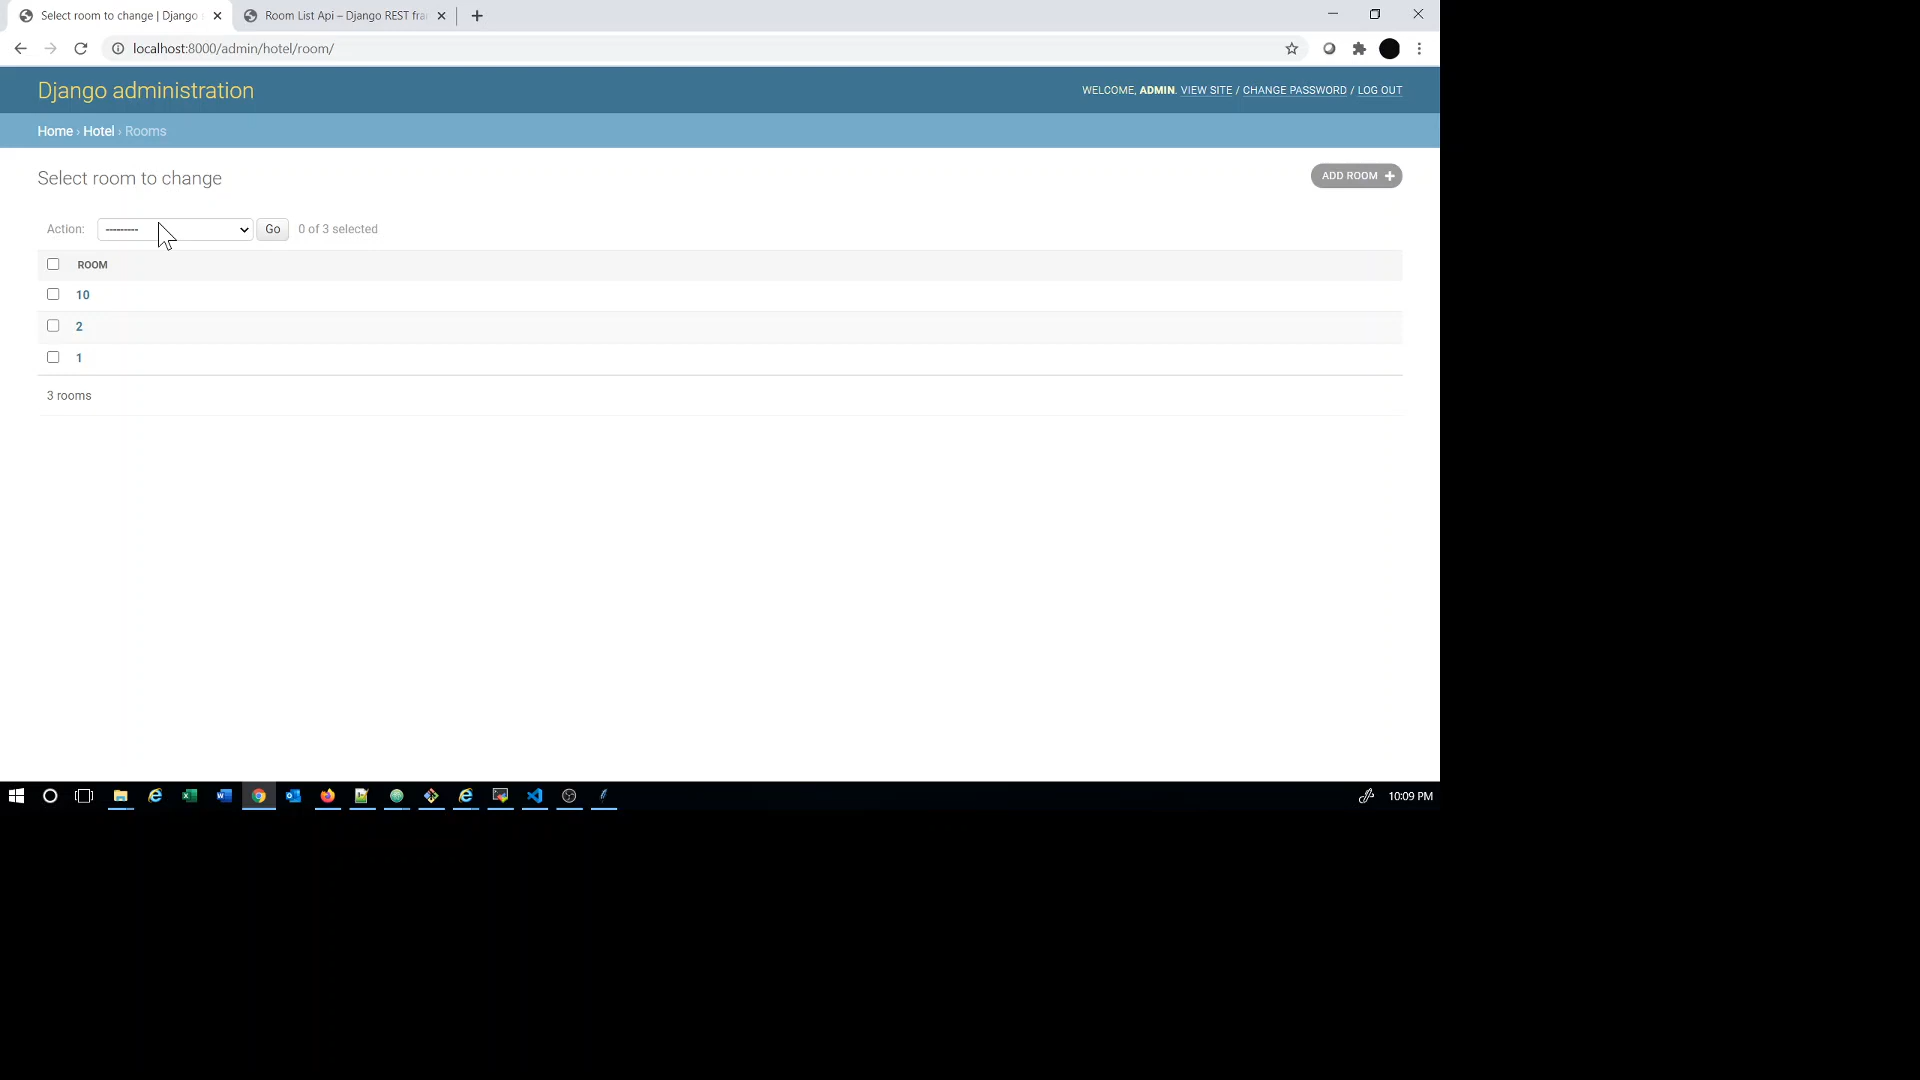 Select room to change | Django
Room List Api – Django REST fra
localhost:8000/admin/hotel/room/
Django administration
WELCOME, ADMIN. VIEW SITE / CHANGE PASSWORD / LOG OUT
Home › Hotel › Rooms
Select room to change
ADD ROOM +
Action: --------- Go 0 of 3 selected
ROOM
10
2
1
3 rooms
10:09 PM